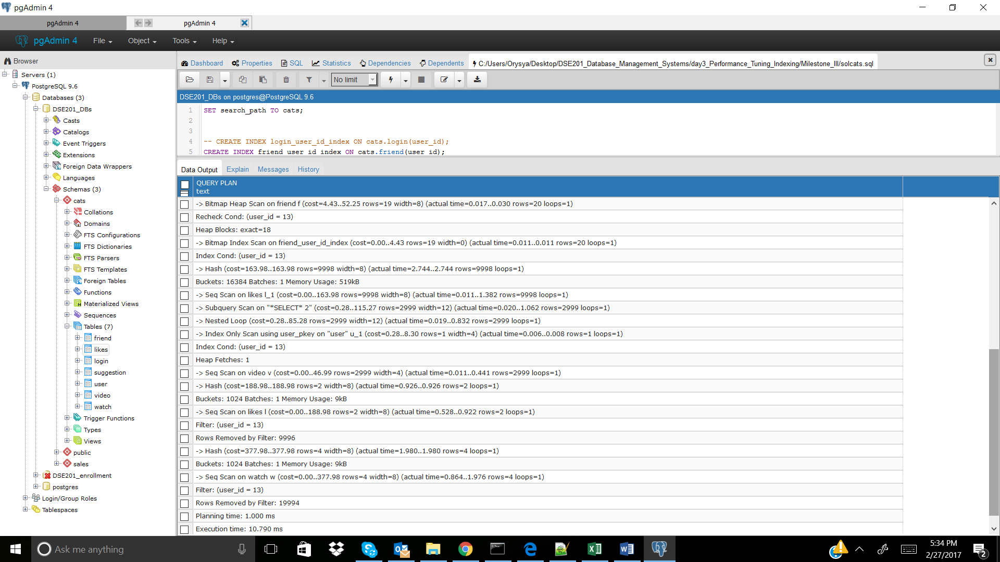 pgAdmin 4
pgAdmin 4
pgAdmin 4
pgAdmin 4 File Object Tools Help
Browser
Servers (1)
PostgreSQL 9.6
Databases (3)
DSE201_DBs
Casts
Catalogs
Event Triggers
Extensions
Foreign Data Wrappers
Languages
Schemas (3)
cats
Collations
Domains
FTS Configurations
FTS Dictionaries
FTS Parsers
FTS Templates
Foreign Tables
Functions
Materialized Views
Sequences
Tables (7)
friend
likes
login
suggestion
user
video
watch
Trigger Functions
Types
Views
public
sales
DSE201_enrollment
postgres
Login/Group Roles
Tablespaces
Dashboard Properties SQL Statistics Dependencies Dependents C:/Users/Orysya/Desktop/DSE201_Database_Management_Systems/day3_Performance_Tuning_Indexing/Milestone_III/solcats.sql
No limit
DSE201_DBs on postgres@PostgreSQL 9.6
1 SET search_path TO cats;
2
3
4 -- CREATE INDEX login_user_id_index ON cats.login(user_id);
5 CREATE INDEX friend_user_id_index ON cats.friend(user_id);
Data Output Explain Messages History
QUERY PLAN
text
-> Bitmap Heap Scan on friend f (cost=4.43..52.25 rows=19 width=8) (actual time=0.017..0.030 rows=20 loops=1)
Recheck Cond: (user_id = 13)
Heap Blocks: exact=18
-> Bitmap Index Scan on friend_user_id_index (cost=0.00..4.43 rows=19 width=0) (actual time=0.011..0.011 rows=20 loops=1)
Index Cond: (user_id = 13)
-> Hash (cost=163.98..163.98 rows=9998 width=8) (actual time=2.744..2.744 rows=9998 loops=1)
Buckets: 16384 Batches: 1 Memory Usage: 519kB
-> Seq Scan on likes l_1 (cost=0.00..163.98 rows=9998 width=8) (actual time=0.011..1.382 rows=9998 loops=1)
-> Subquery Scan on "*SELECT* 2" (cost=0.28..115.27 rows=2999 width=12) (actual time=0.020..1.062 rows=2999 loops=1)
-> Nested Loop (cost=0.28..85.28 rows=2999 width=12) (actual time=0.019..0.832 rows=2999 loops=1)
-> Index Only Scan using user_pkey on "user" u_1 (cost=0.28..8.30 rows=1 width=4) (actual time=0.006..0.008 rows=1 loops=1)
Index Cond: (user_id = 13)
Heap Fetches: 1
-> Seq Scan on video v (cost=0.00..46.99 rows=2999 width=4) (actual time=0.011..0.441 rows=2999 loops=1)
-> Hash (cost=188.98..188.98 rows=2 width=8) (actual time=0.926..0.926 rows=2 loops=1)
Buckets: 1024 Batches: 1 Memory Usage: 9kB
-> Seq Scan on likes l (cost=0.00..188.98 rows=2 width=8) (actual time=0.528..0.922 rows=2 loops=1)
Filter: (user_id = 13)
Rows Removed by Filter: 9996
-> Hash (cost=377.98..377.98 rows=4 width=8) (actual time=1.980..1.980 rows=4 loops=1)
Buckets: 1024 Batches: 1 Memory Usage: 9kB
-> Seq Scan on watch w (cost=0.00..377.98 rows=4 width=8) (actual time=0.864..1.976 rows=4 loops=1)
Filter: (user_id = 13)
Rows Removed by Filter: 19994
Planning time: 1.000 ms
Execution time: 10.790 ms
Ask me anything
5:34 PM
2/27/2017
2